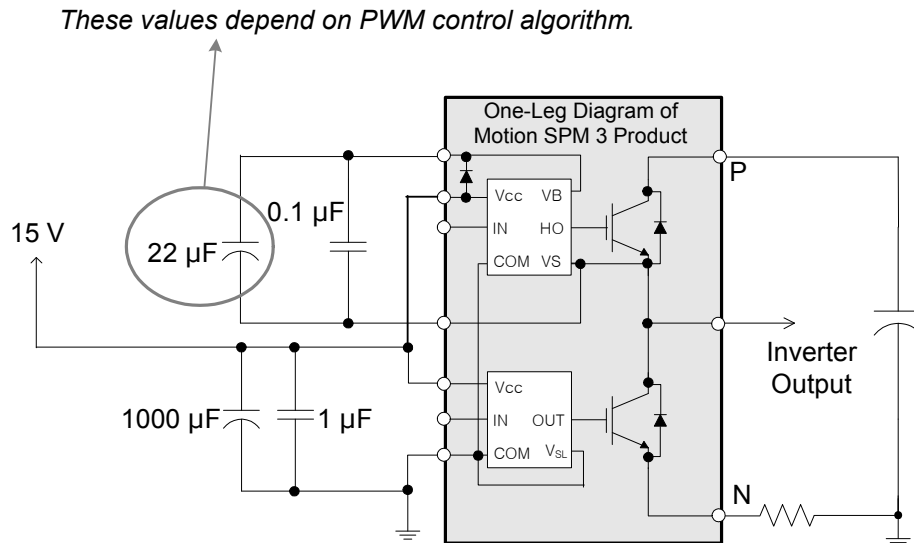 These values depend on PWM control algorithm.
One-Leg Diagram of
Motion SPM 3 Product
P
Vcc
VB
0.1 µF
IN
HO
15 V
22 µF
COM
VS
Inverter
Output
Vcc
1000 µF
1 µF
IN
OUT
COM
VSL
N